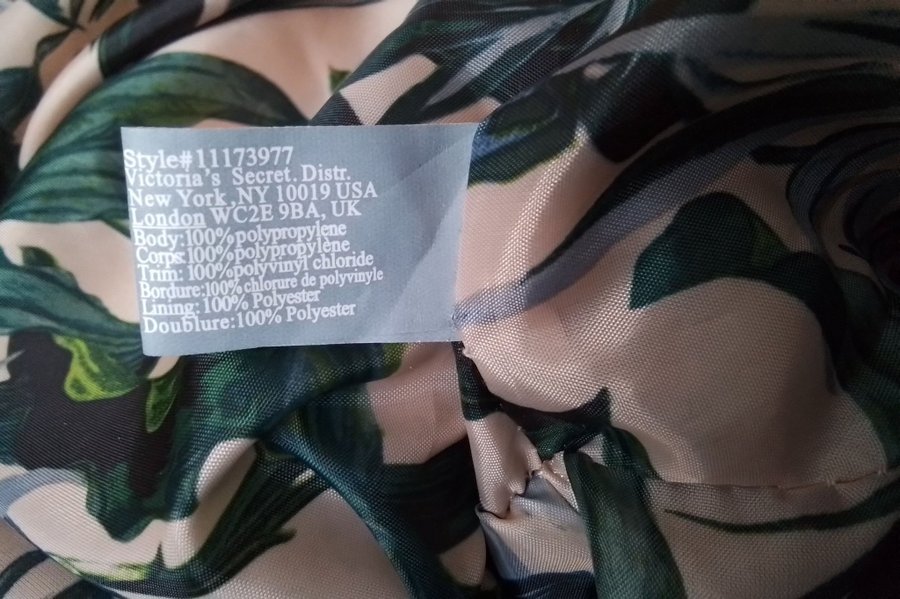 Style#11173977
Victoria's Secret. Distr.
New York,NY 10019 USA
London WC2E 9BA, UK
Body:100%polypropylene
Corps:100%polypropylène
Trim: 100%polyvinyl chloride
Bordure:100%chlorure de polyvinyle
Lining: 100% Polyester
Doublure:100% Polyester